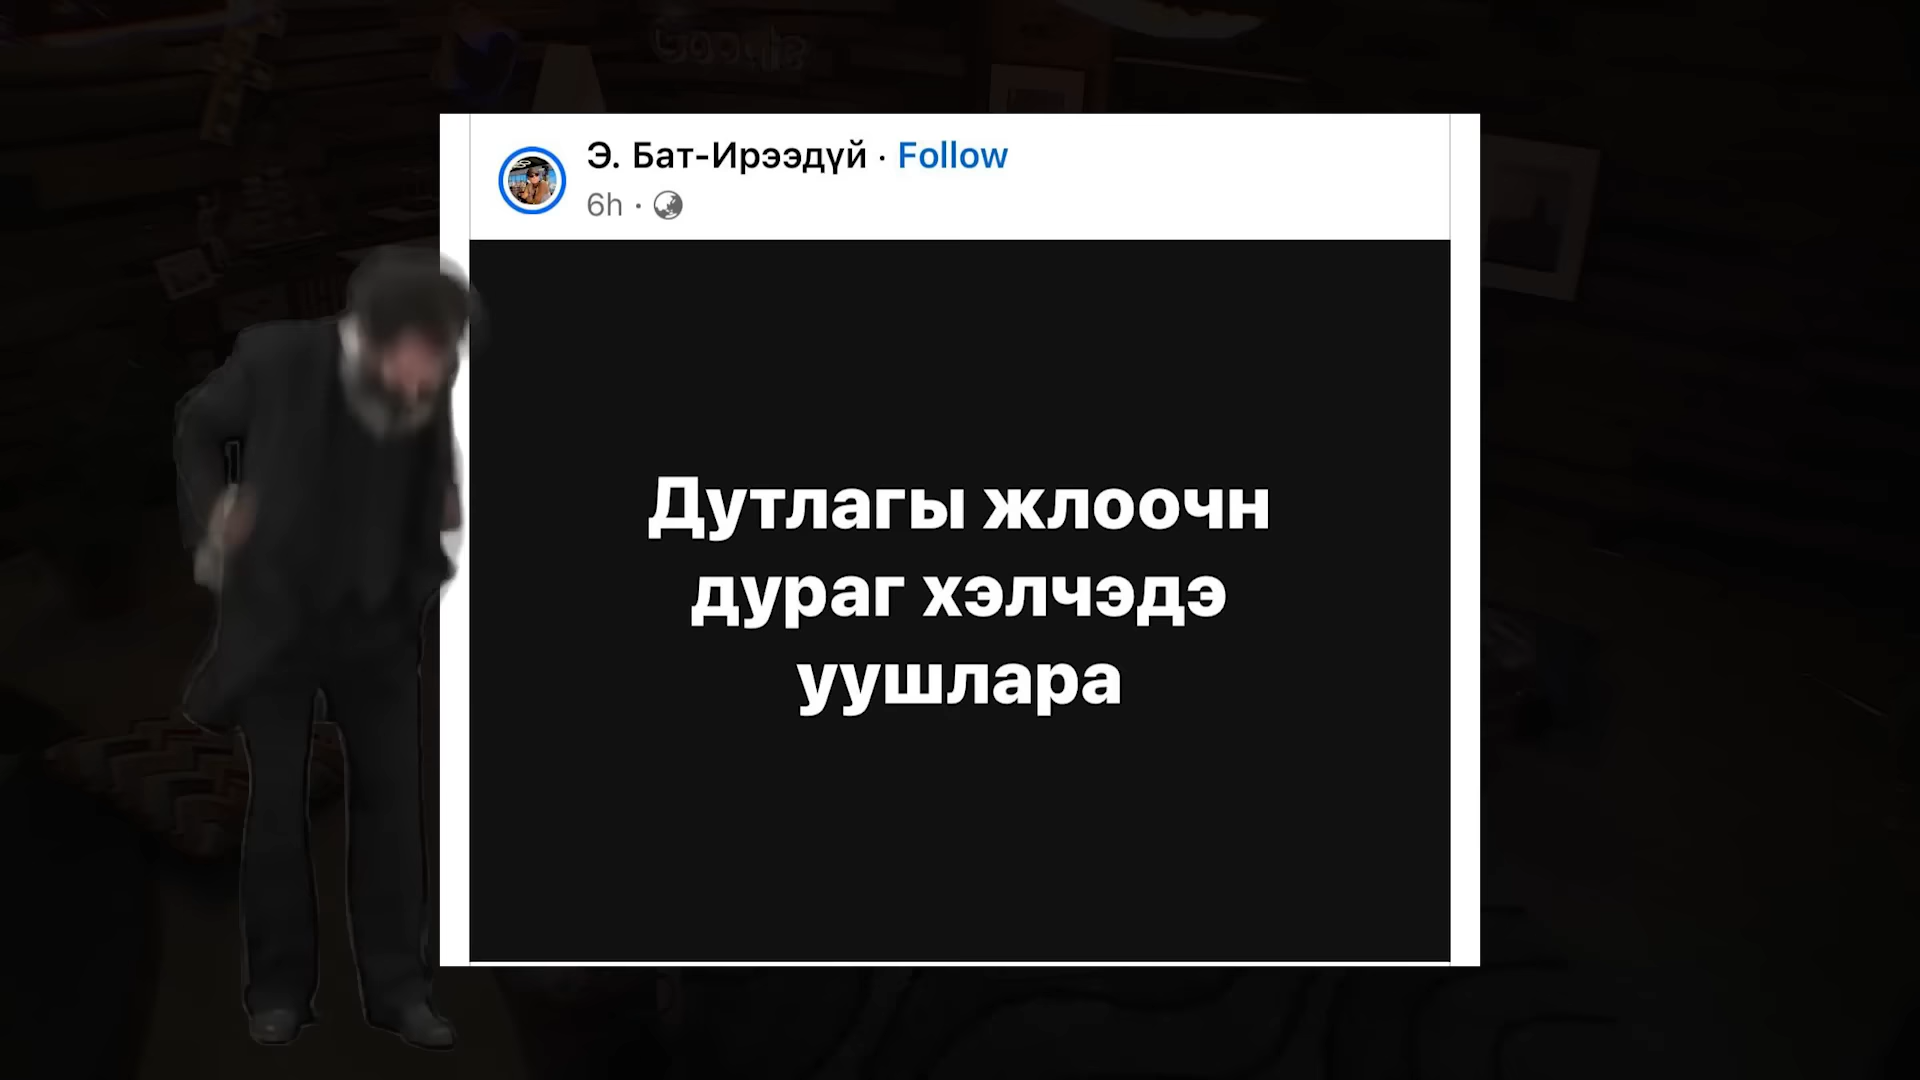 Э. Бат-Ирээдүй · Follow
6h ·
Дутлагы жлоочн
дураг хэлчэдэ
уушлара